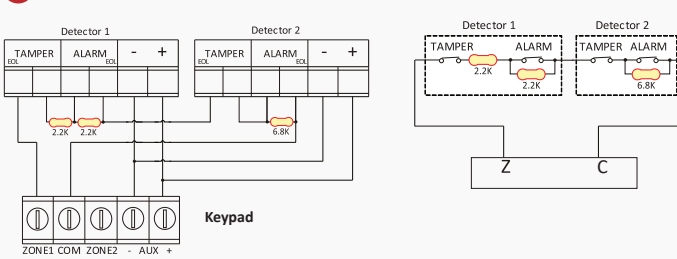 Detector 1
Detector 2
TAMPER ALARM - +
EOL EOL
TAMPER ALARM - +
EOL EOL
2.2K 2.2K
6.8K
Keypad
ZONE1 COM ZONE2 - AUX +
Detector 1
Detector 2
TAMPER ALARM
TAMPER ALARM
2.2K
2.2K
6.8K
Z C